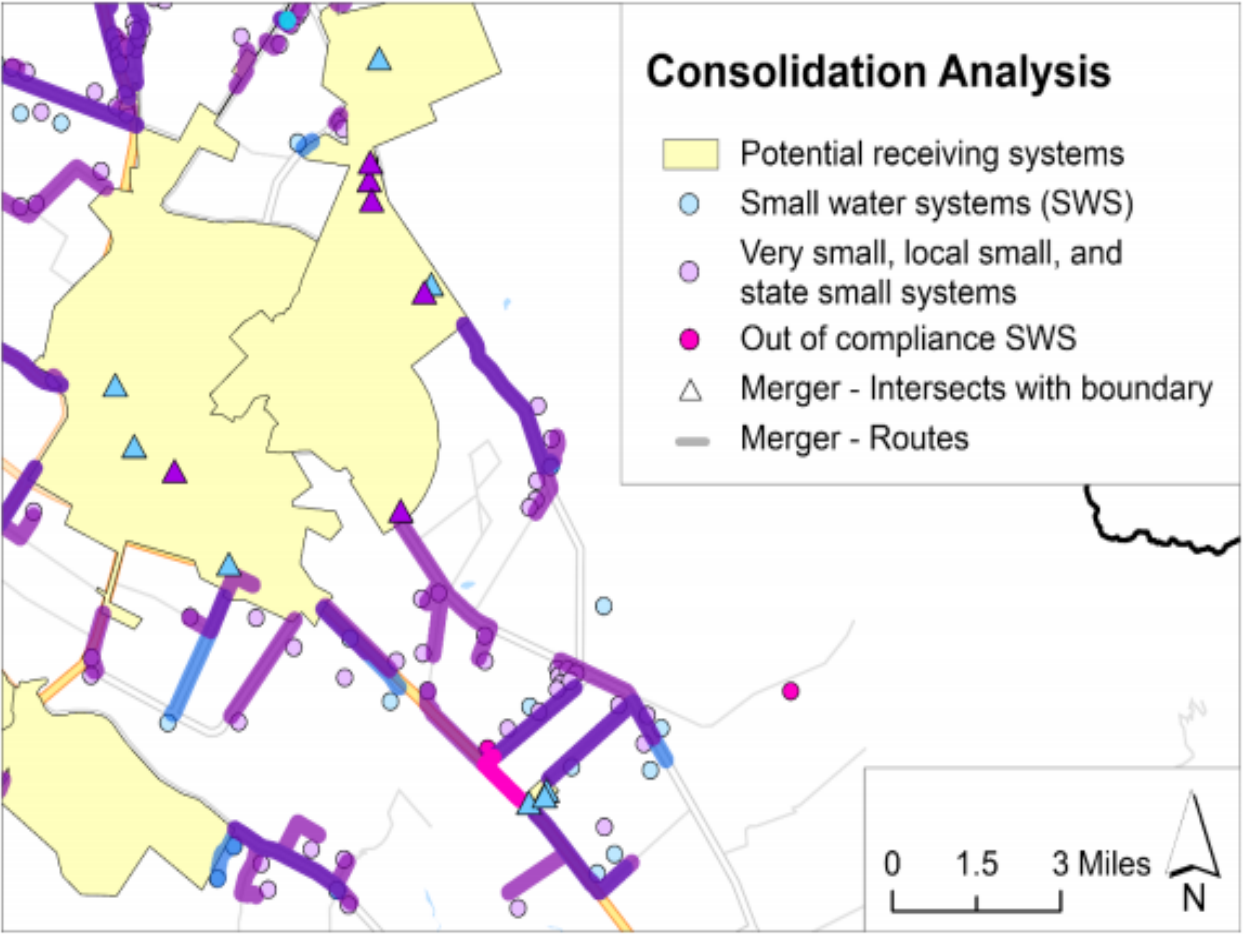 Consolidation Analysis
Potential receiving systems
Small water systems (SWS)
Very small, local small, and
state small systems
Out of compliance SWS
Merger - Intersects with boundary
Merger - Routes
0 1.5 3 Miles
N